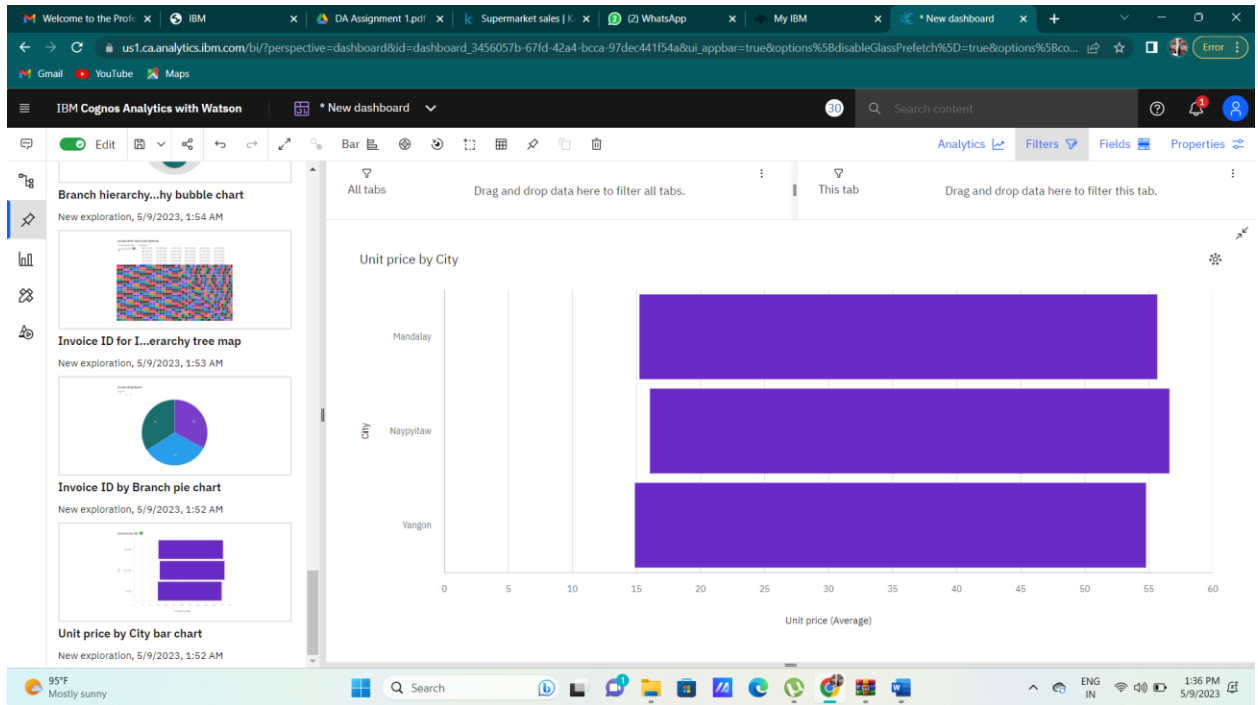 Welcome to the Profe
IBM
DA Assignment 1.pdf
Supermarket sales | K
(2) WhatsApp
My IBM
* New dashboard
us1.ca.analytics.ibm.com/bi/?perspective=dashboard&id=dashboard_3456057b-67fd-42a4-bcca-97dec441f54a&ui_appbar=true&options%5BdisableGlassPrefetch%5D=true&options%5Bco...
Error
Gmail
YouTube
Maps
IBM Cognos Analytics with Watson
* New dashboard
30
Search content
1
Edit
Bar
Analytics
Filters
Fields
Properties
All tabs
Drag and drop data here to filter all tabs.
This tab
Drag and drop data here to filter this tab.
Branch hierarchy...hy bubble chart
New exploration, 5/9/2023, 1:54 AM
Invoice ID for I...erarchy tree map
New exploration, 5/9/2023, 1:53 AM
Invoice ID by Branch pie chart
New exploration, 5/9/2023, 1:52 AM
Unit price by City bar chart
New exploration, 5/9/2023, 1:52 AM
Unit price by City
City
Mandalay
Naypyitaw
Yangon
0 5 10 15 20 25 30 35 40 45 50 55 60
Unit price (Average)
95°F
Mostly sunny
Search
ENG
IN
1:36 PM
5/9/2023